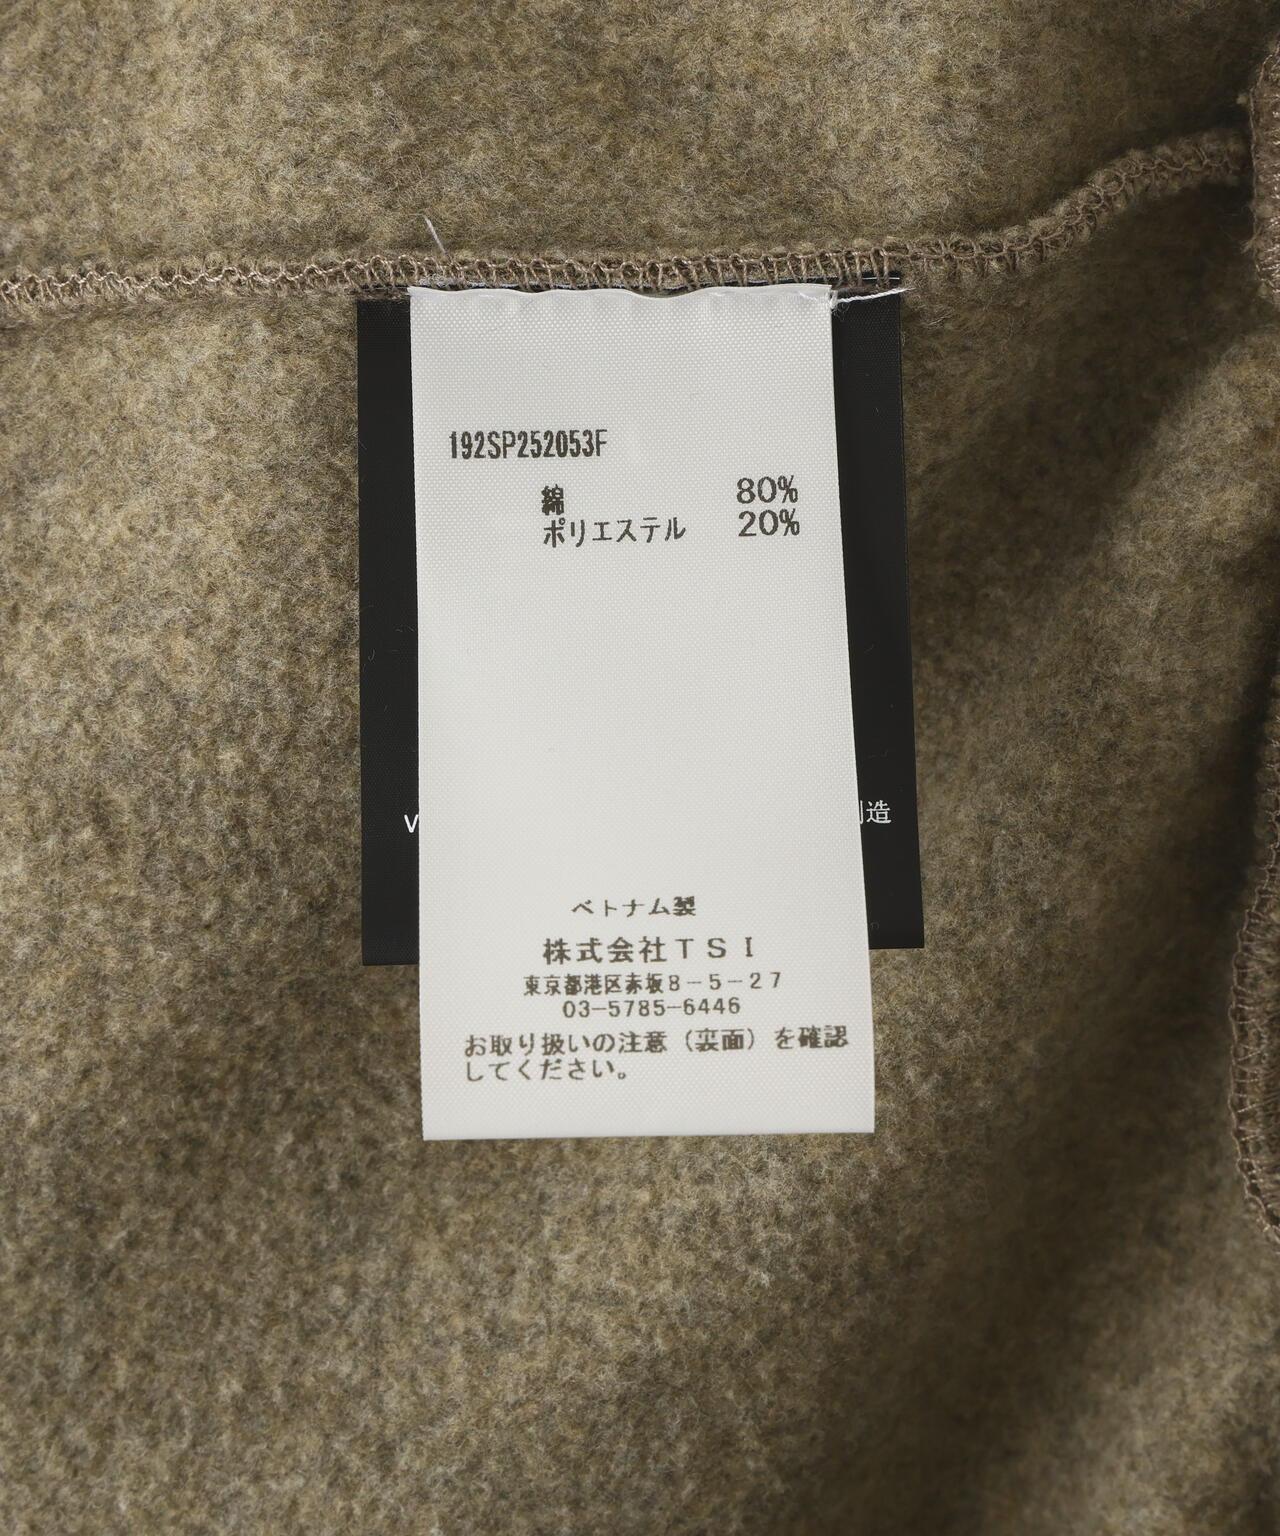 192SP252053F
綿 80%
ポリエステル 20%
造
ベトナム製
株式会社TSI
東京都港区赤坂8-5-27
03-5785-6446
お取り扱いの注意（裏面）を確認
してください。